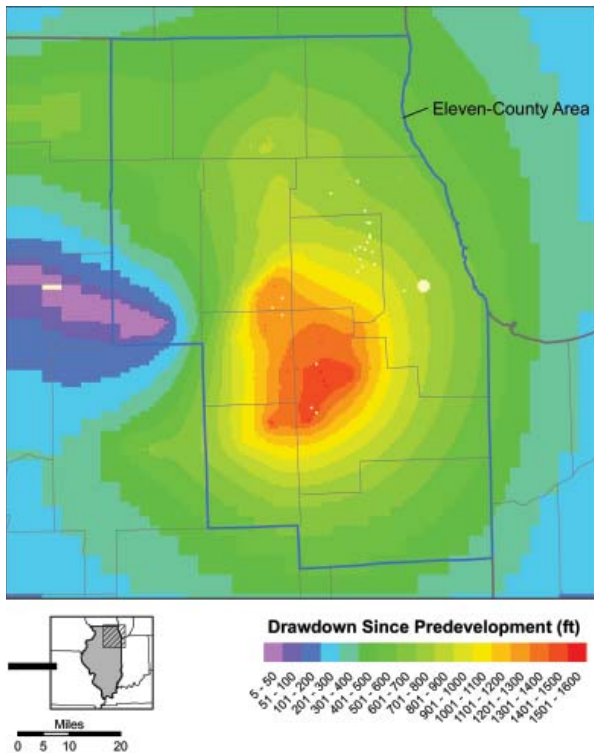 Eleven-County Area
Drawdown Since Predevelopment (ft)
5 - 50
51 - 100
101 - 200
201 - 300
301 - 400
401 - 500
501 - 600
601 - 700
701 - 800
801 - 900
901 - 1000
1001 - 1100
1101 - 1200
1201 - 1300
1301 - 1400
1401 - 1500
1501 - 1600
Miles
0 5 10 20